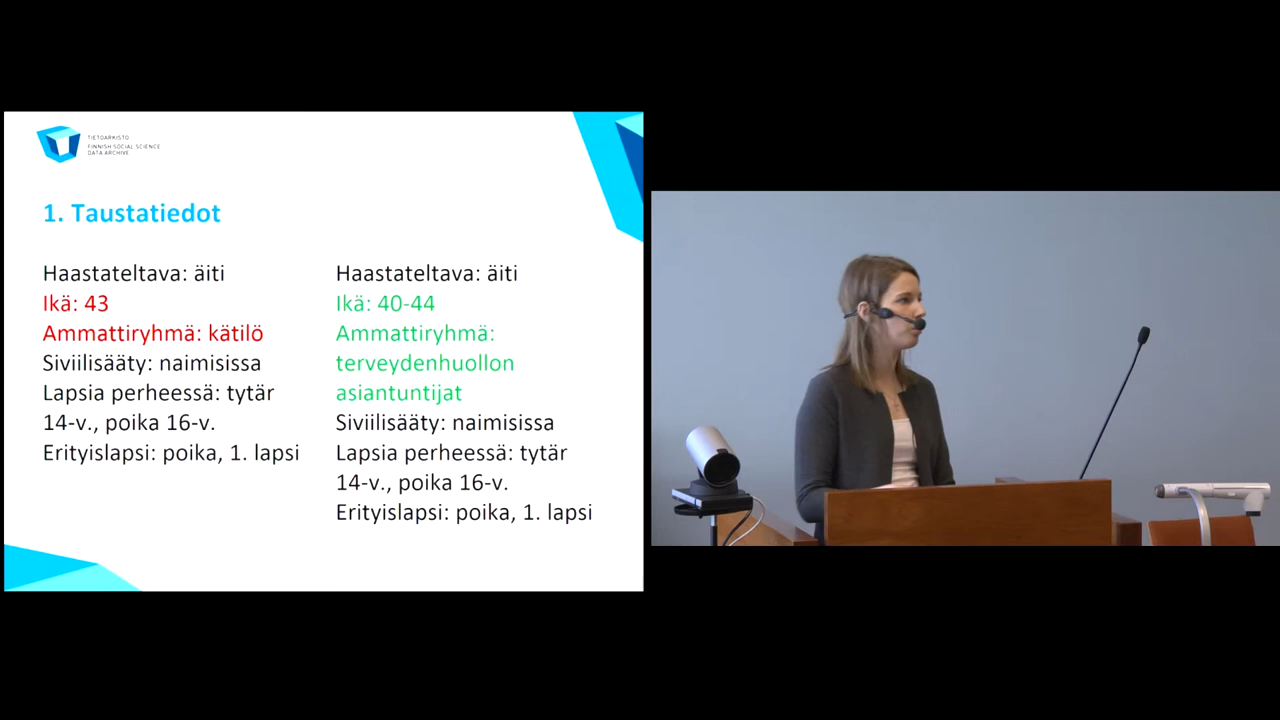 TIETOARKISTO
FINNISH SOCIAL SCIENCE
DATA ARCHIVE
1. Taustatiedot
Haastateltava: äiti
Ikä: 43
Ammattiryhmä: kätilö
Siviilisääty: naimisissa
Lapsia perheessä: tytär
14-v., poika 16-v.
Erityislapsi: poika, 1. lapsi
Haastateltava: äiti
Ikä: 40-44
Ammattiryhmä:
terveydenhuollon
asiantuntijat
Siviilisääty: naimisissa
Lapsia perheessä: tytär
14-v., poika 16-v.
Erityislapsi: poika, 1. lapsi